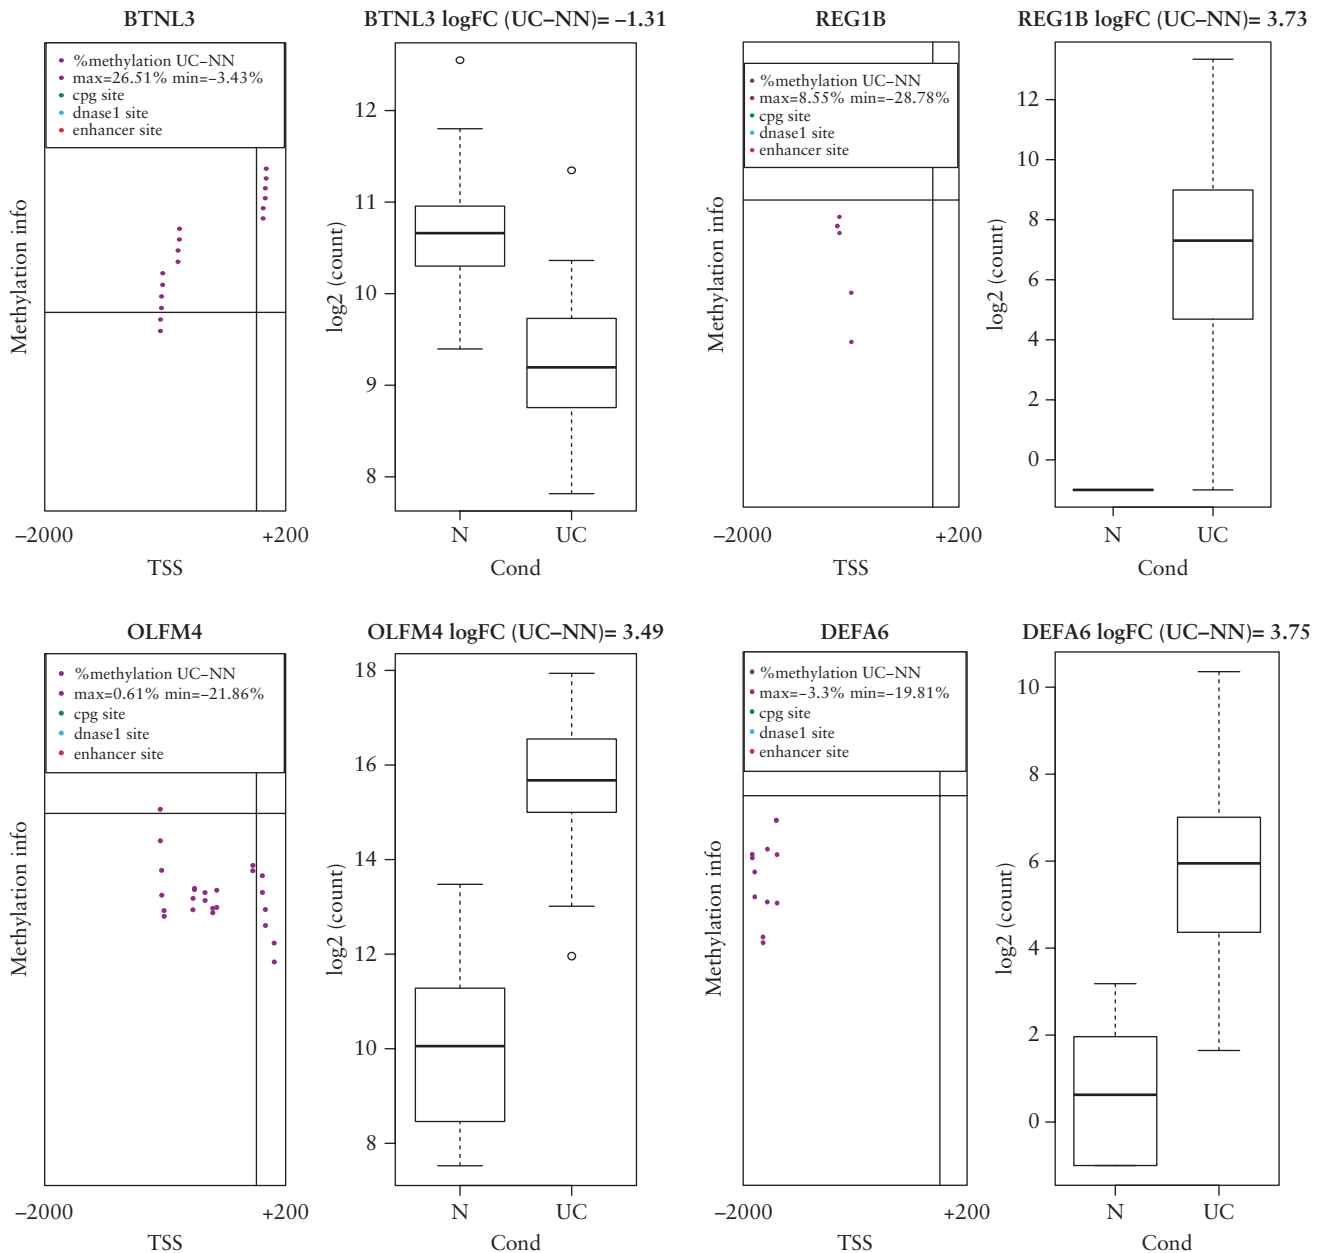 BTNL3
%methylation UC–NN
max=26.51% min=–3.43%
cpg site
dnase1 site
enhancer site
Methylation info
–2000
+200
TSS
BTNL3 logFC (UC–NN)= –1.31
12
11
10
9
8
log2 (count)
N
UC
Cond
REG1B
%methylation UC–NN
max=8.55% min=–28.78%
cpg site
dnase1 site
enhancer site
Methylation info
–2000
+200
TSS
REG1B logFC (UC–NN)= 3.73
12
10
8
6
4
2
0
log2 (count)
N
UC
Cond
OLFM4
%methylation UC–NN
max=0.61% min=–21.86%
cpg site
dnase1 site
enhancer site
Methylation info
–2000
+200
TSS
OLFM4 logFC (UC–NN)= 3.49
18
16
14
12
10
8
log2 (count)
N
UC
Cond
DEFA6
%methylation UC–NN
max=–3.3% min=–19.81%
cpg site
dnase1 site
enhancer site
Methylation info
–2000
+200
TSS
DEFA6 logFC (UC–NN)= 3.75
10
8
6
4
2
0
log2 (count)
N
UC
Cond